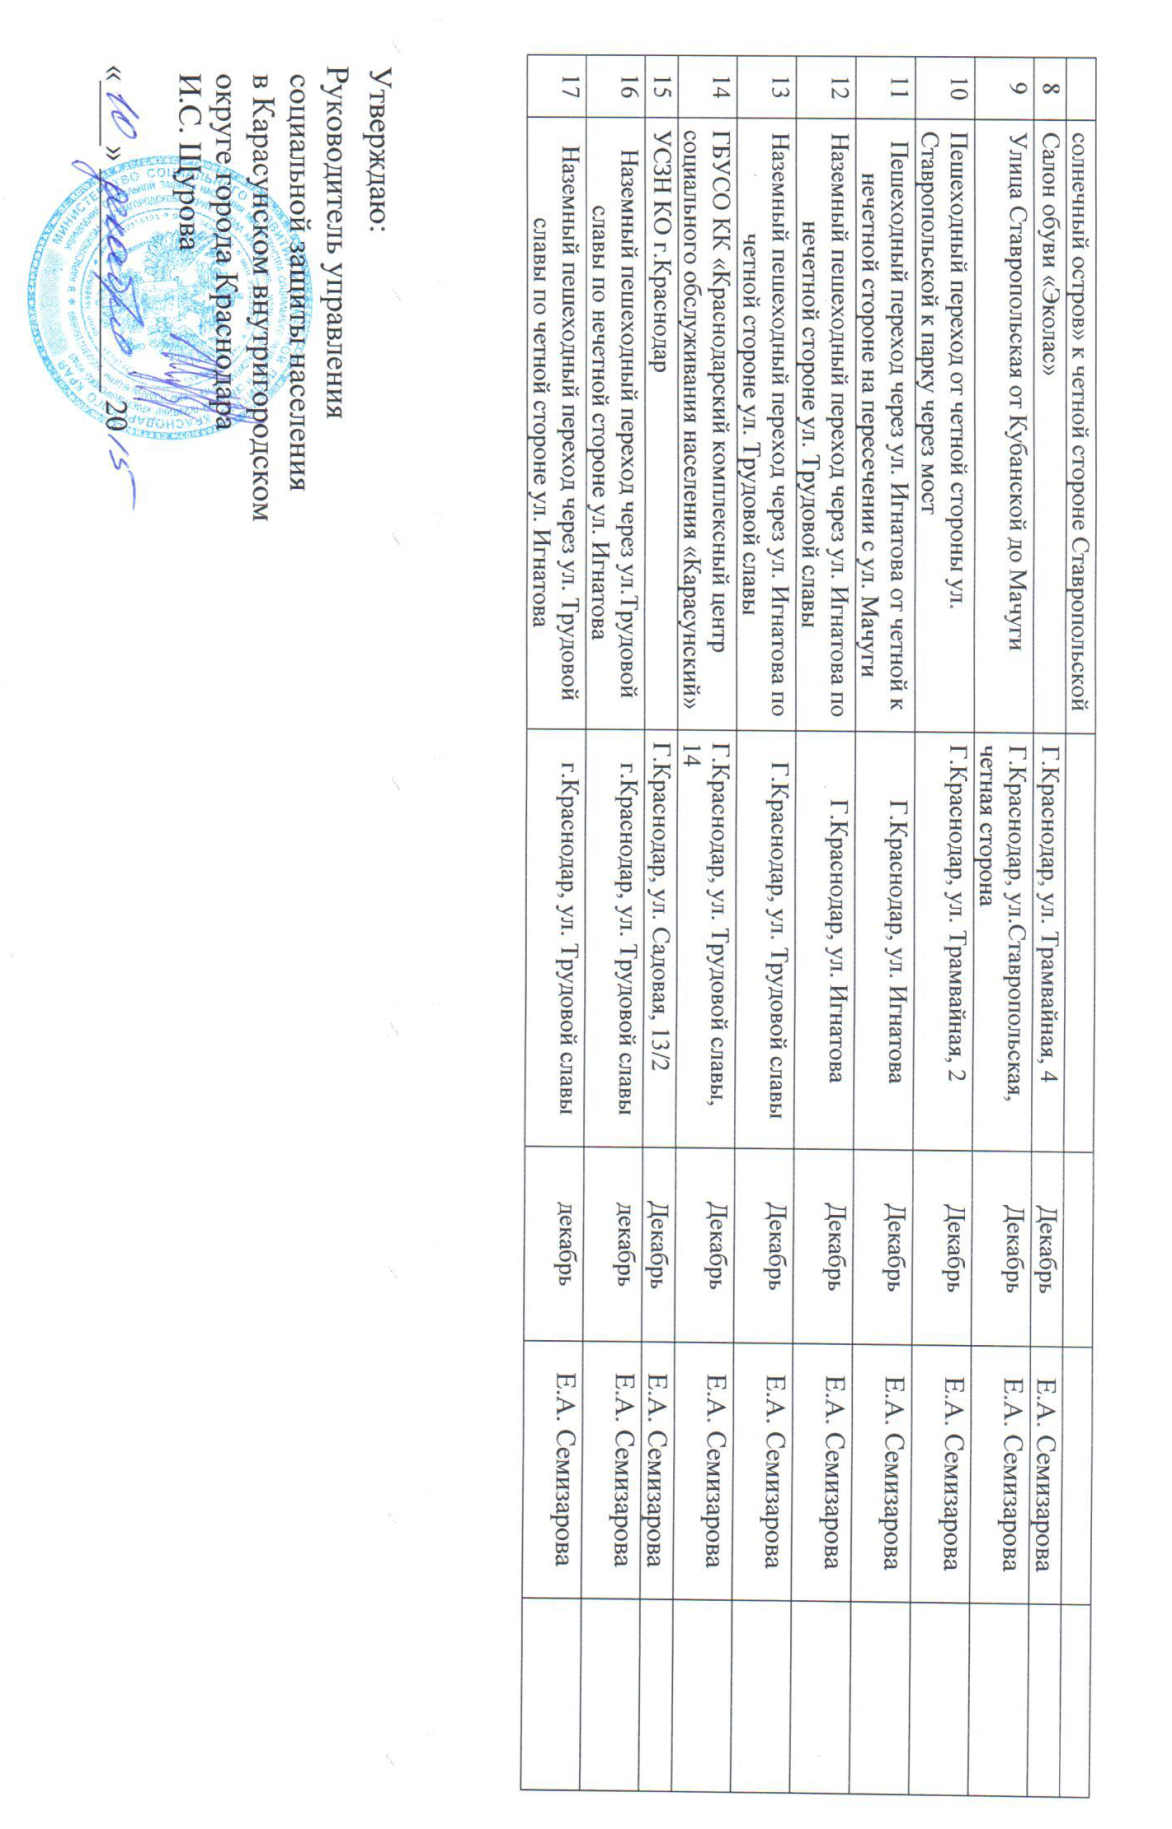 солнечный остров» к четной стороне Ставропольской
8 Салон обуви «Эколас» Г.Краснодар, ул. Трамвайная, 4 Декабрь Е.А. Семизарова
9 Улица Ставропольская от Кубанской до Мачуги Г.Краснодар, ул.Ставропольская, Декабрь Е.А. Семизарова
четная сторона
10 Пешеходный переход от четной стороны ул. Г.Краснодар, ул. Трамвайная, 2 Декабрь Е.А. Семизарова
Ставропольской к парку через мост
11 Пешеходный переход через ул. Игнатова от четной к Г.Краснодар, ул. Игнатова Декабрь Е.А. Семизарова
нечетной стороне на пересечении с ул. Мачуги
12 Наземный пешеходный переход через ул. Игнатова по Г.Краснодар, ул. Игнатова Декабрь Е.А. Семизарова
нечетной стороне ул. Трудовой славы
13 Наземный пешеходный переход через ул. Игнатова по Г.Краснодар, ул. Трудовой славы Декабрь Е.А. Семизарова
четной стороне ул. Трудовой славы
14 ГБУСО КК «Краснодарский комплексный центр Г.Краснодар, ул. Трудовой славы, Декабрь Е.А. Семизарова
социального обслуживания населения «Карасунский» 14
15 УСЗН КО г.Краснодар Г.Краснодар, ул. Садовая, 13/2 Декабрь Е.А. Семизарова
16 Наземный пешеходный переход через ул.Трудовой г.Краснодар, ул. Трудовой славы декабрь Е.А. Семизарова
славы по нечетной стороне ул. Игнатова
17 Наземный пешеходный переход через ул. Трудовой г.Краснодар, ул. Трудовой славы декабрь Е.А. Семизарова
славы по четной стороне ул. Игнатова
Утверждаю:
Руководитель управления
социальной защиты населения
в Карасунском внутригородском
округе города Краснодара
И.С. Щурова
«10» декабря 2015